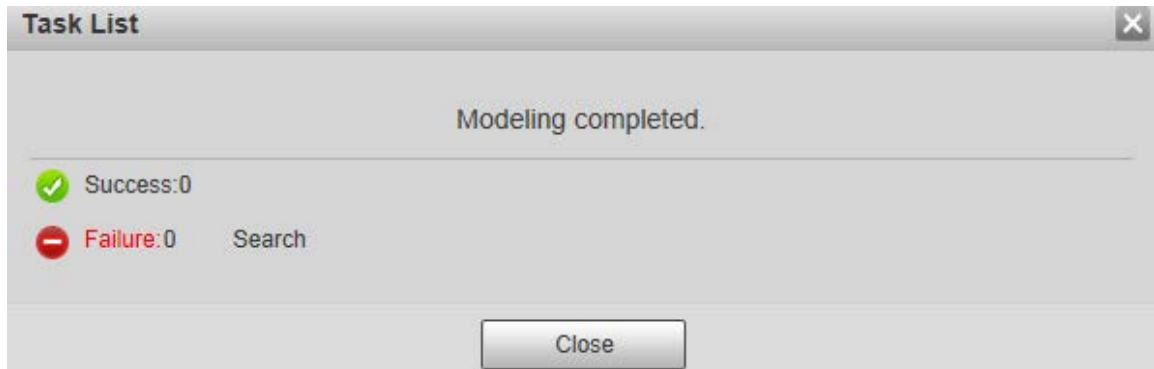 Task List
Modeling completed.
Success:0
Failure:0 Search
Close